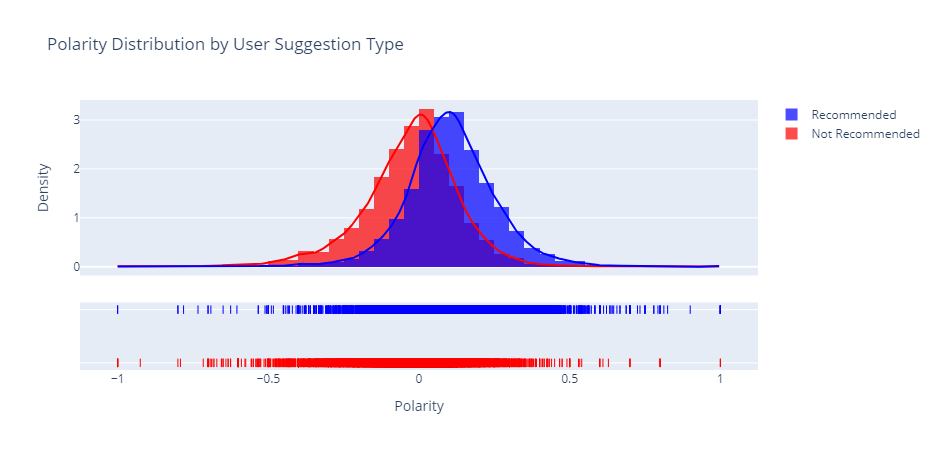 Polarity Distribution by User Suggestion Type
Recommended
Not Recommended
Density
3
2
1
0
−1
−0.5
0
0.5
1
Polarity